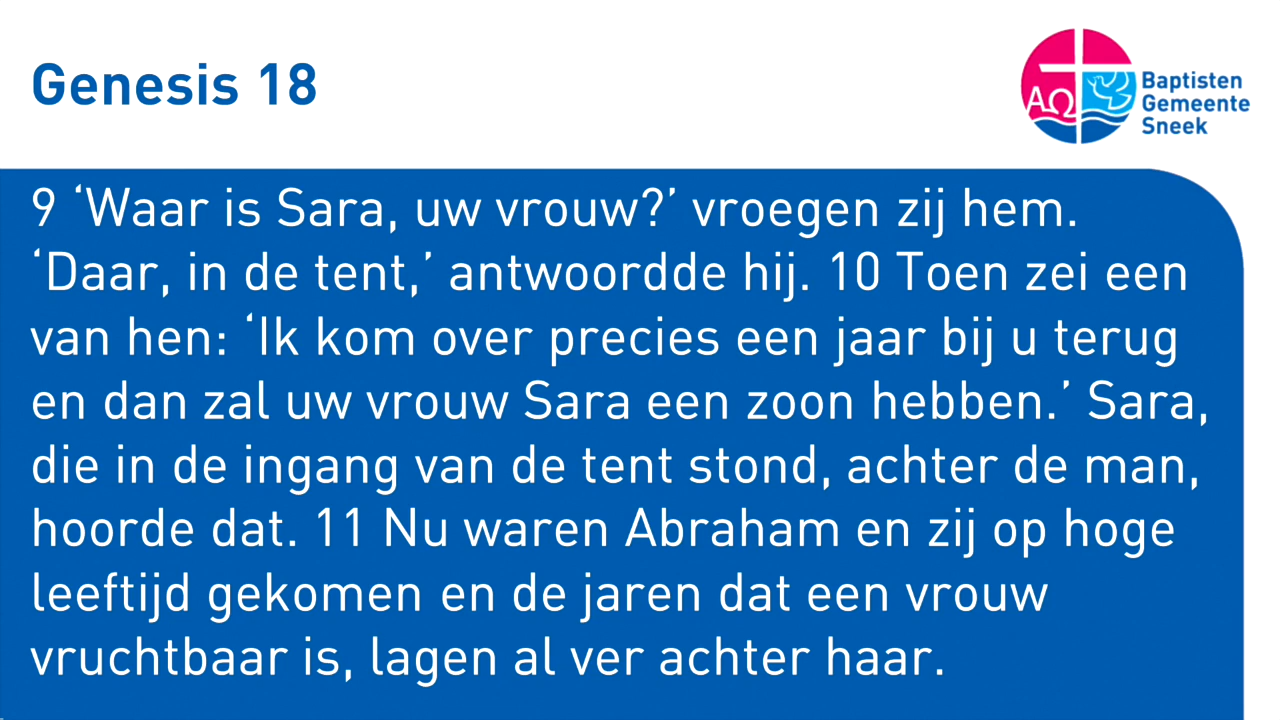 Genesis 18
ΑΩ
Baptisten
Gemeente
Sneek
9 ‘Waar is Sara, uw vrouw?’ vroegen zij hem.
‘Daar, in de tent,’ antwoordde hij. 10 Toen zei een
van hen: ‘Ik kom over precies een jaar bij u terug
en dan zal uw vrouw Sara een zoon hebben.’ Sara,
die in de ingang van de tent stond, achter de man,
hoorde dat. 11 Nu waren Abraham en zij op hoge
leeftijd gekomen en de jaren dat een vrouw
vruchtbaar is, lagen al ver achter haar.